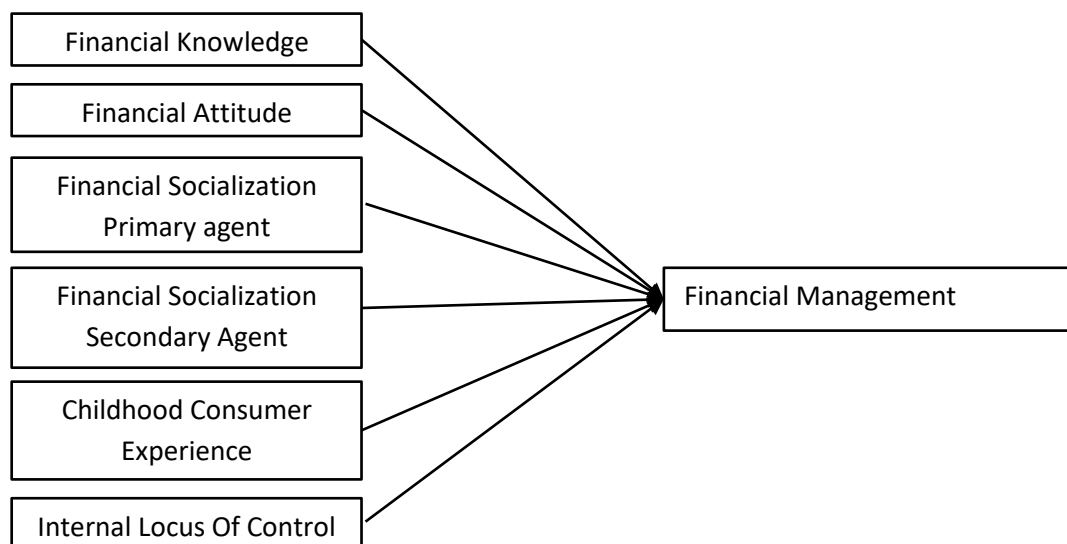 Financial Knowledge
Financial Attitude
Financial Socialization
Primary agent
Financial Socialization
Secondary Agent
Childhood Consumer
Experience
Internal Locus Of Control
Financial Management